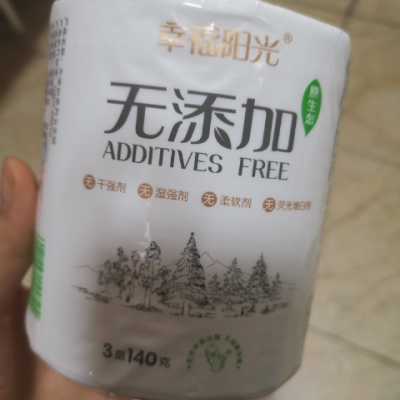 幸福阳光®
无添加
原生态
ADDITIVES FREE
无 干强剂 无 湿强剂 无 柔软剂 无 荧光增白剂
3层140克